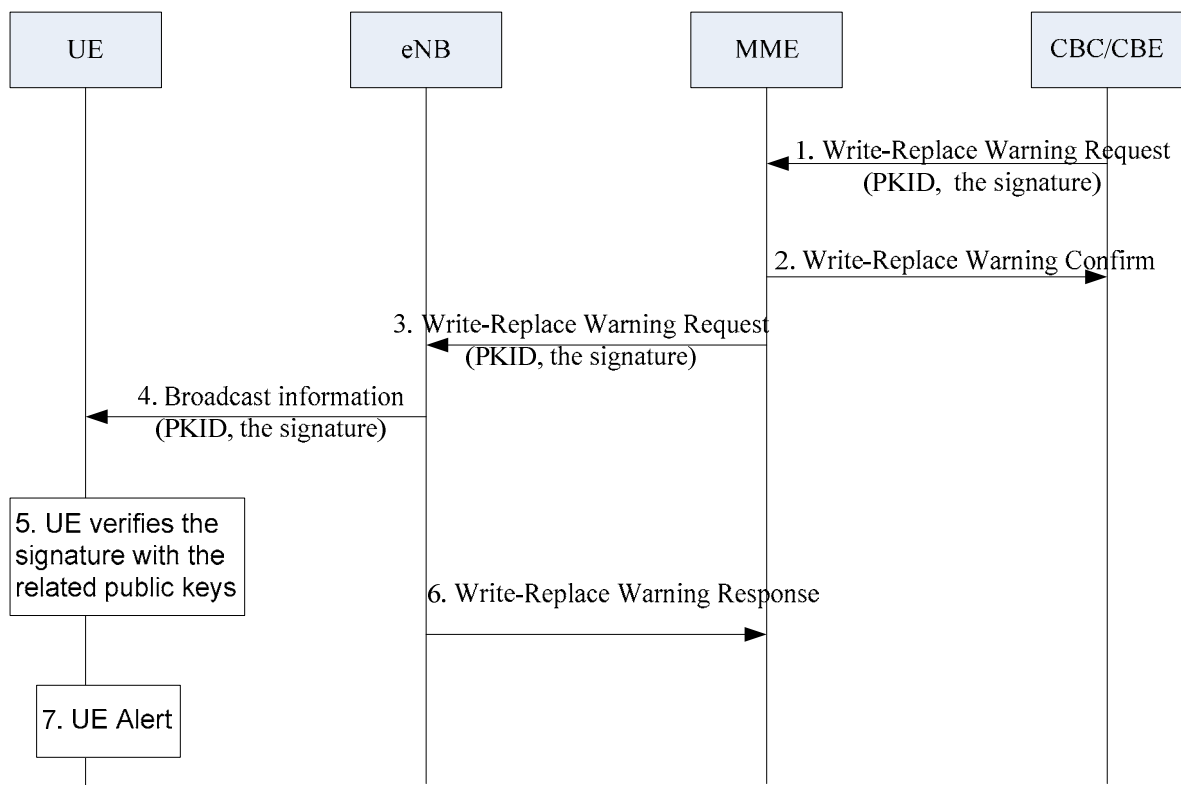 UE
eNB
MME
CBC/CBE
1. Write-Replace Warning Request
(PKID, the signature)
2. Write-Replace Warning Confirm
3. Write-Replace Warning Request
(PKID, the signature)
4. Broadcast information
(PKID, the signature)
5. UE verifies the
signature with the
related public keys
6. Write-Replace Warning Response
7. UE Alert